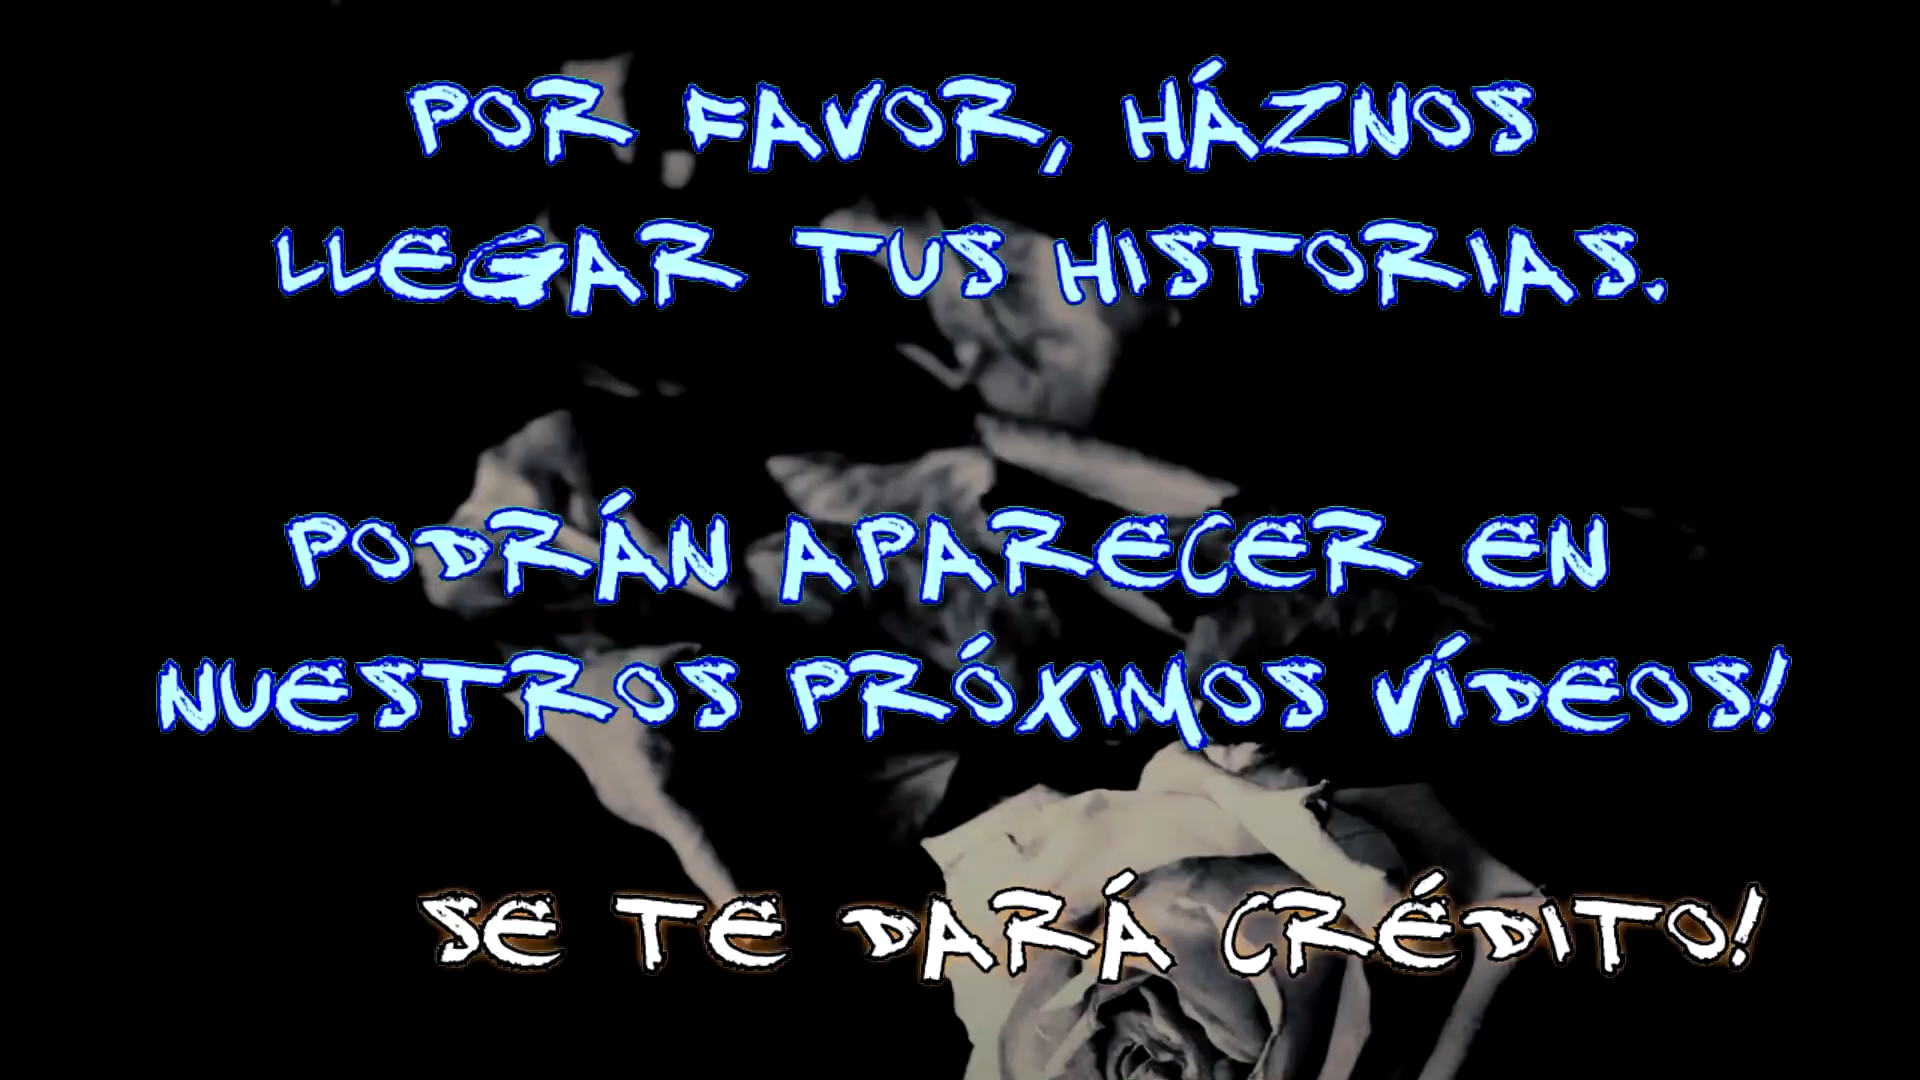 POR FAVOR, HÁZNOS
LLEGAR TUS HISTORIAS.
PODRÁN APARECER EN
NUESTROS PRÓXIMOS VÍDEOS!
SE TE DARÁ CRÉDITO!